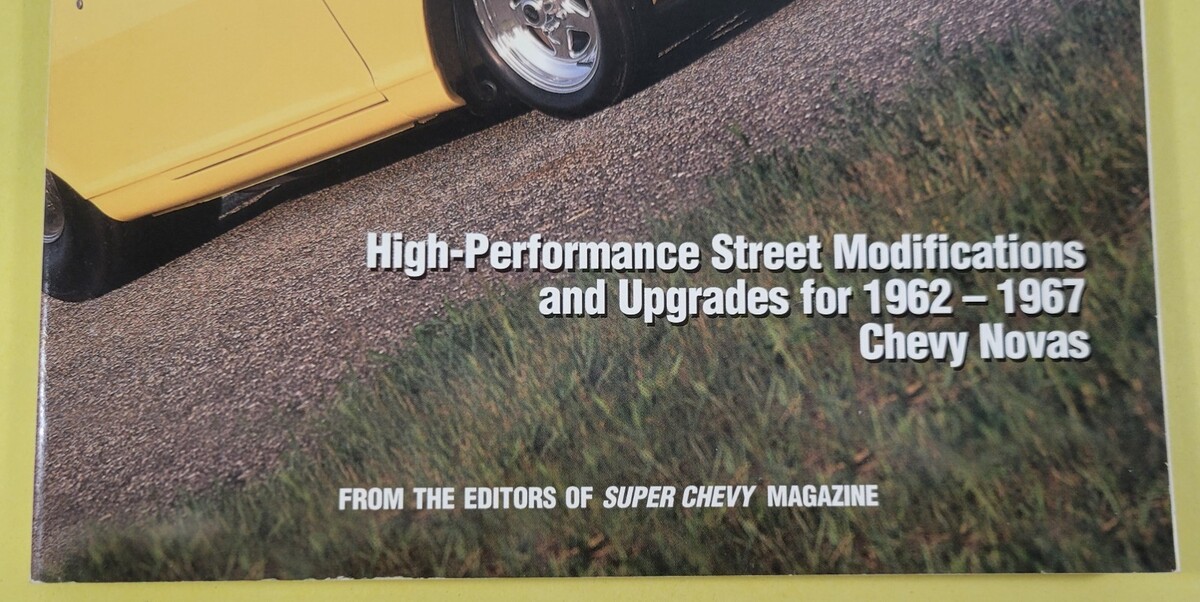 High-Performance Street Modifications
and Upgrades for 1962 – 1967
Chevy Novas
FROM THE EDITORS OF SUPER CHEVY MAGAZINE